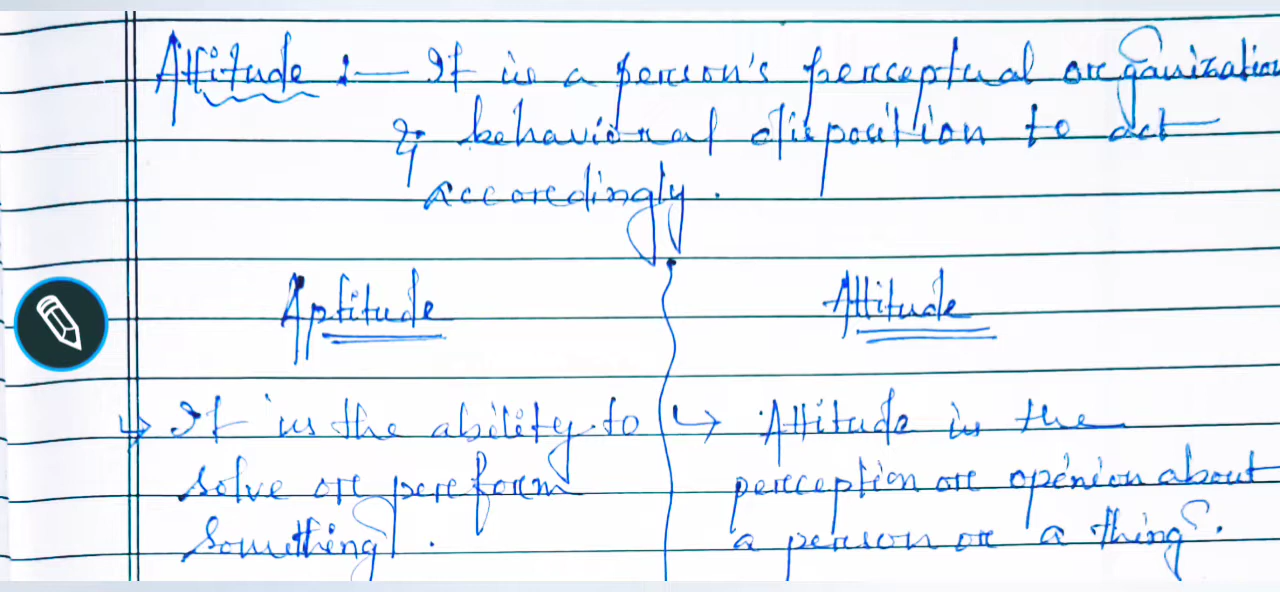 Attitude :— It is a person's perceptual organization
& behavioural disposition to act
accordingly.
Aptitude
Attitude
↳ It is the ability to
solve or perform
something.
↳ Attitude is the
perception or opinion about
a person or a thing.